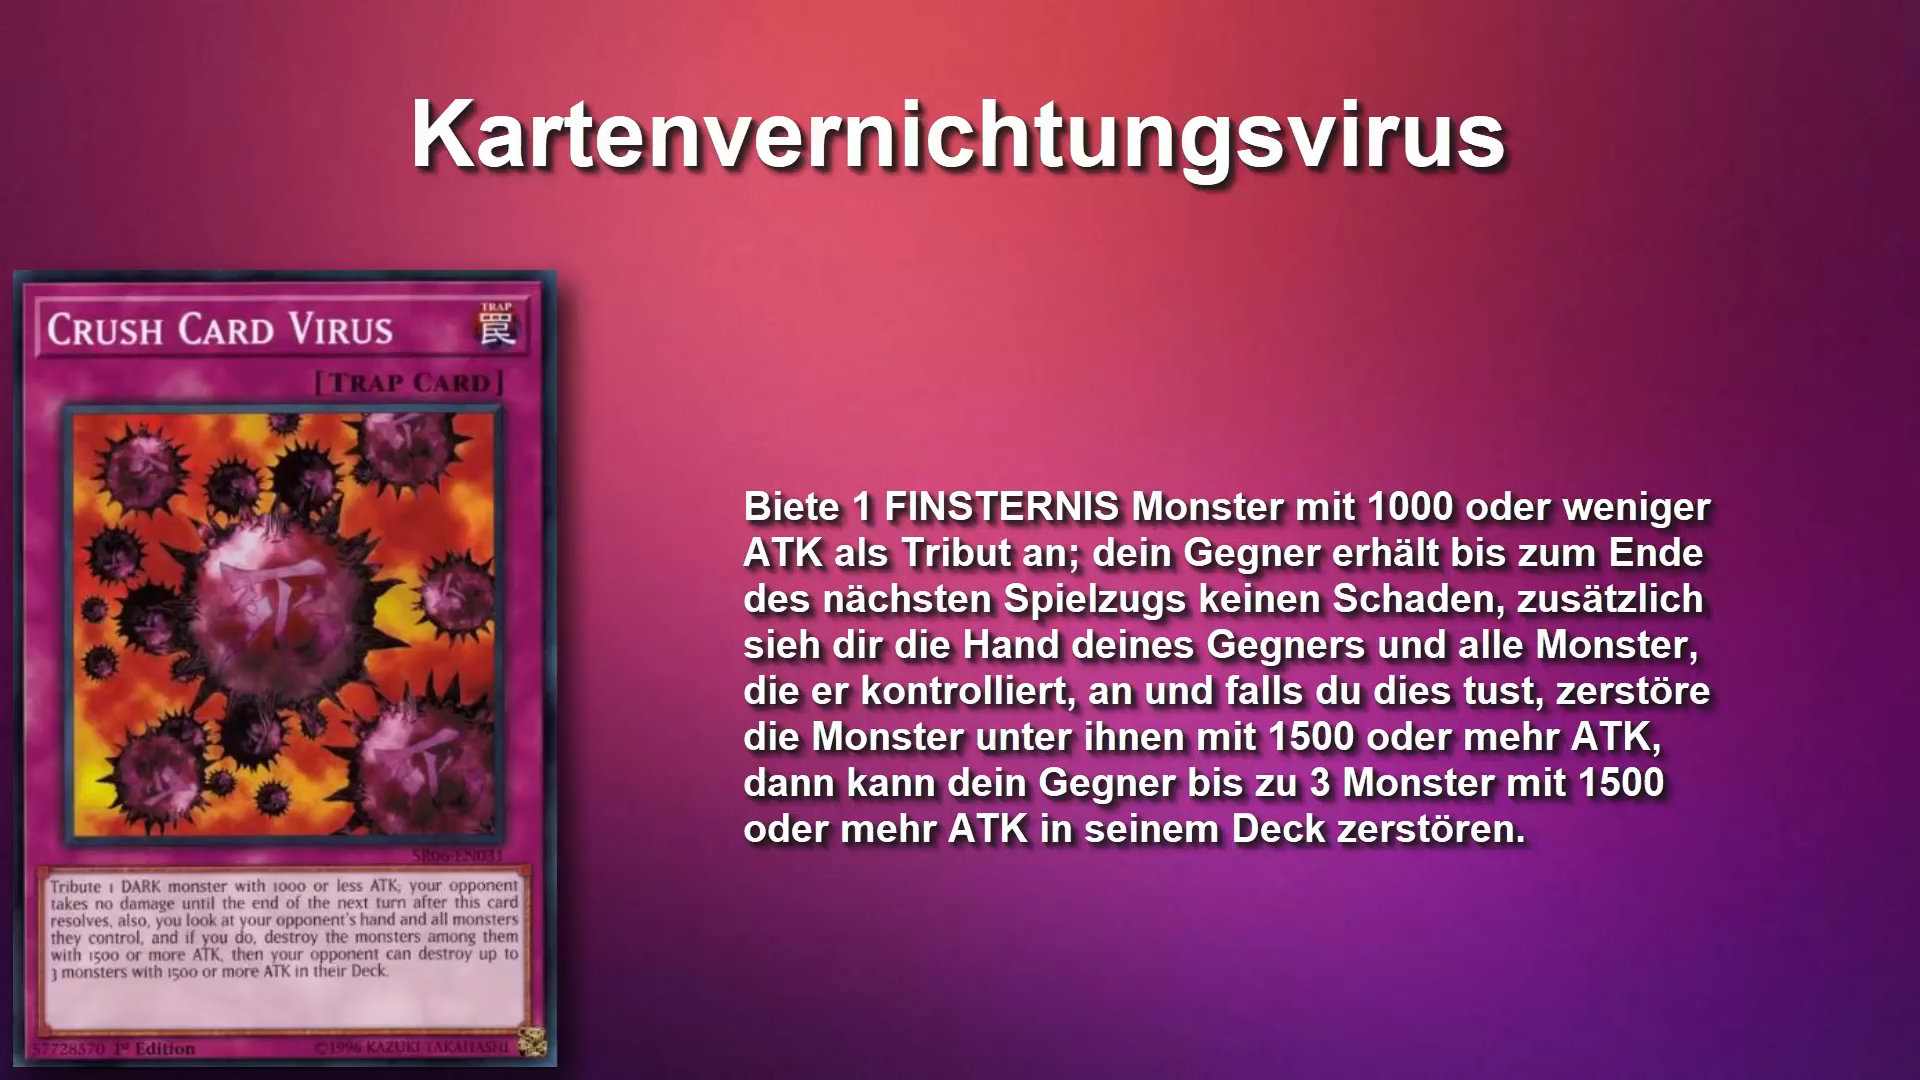 Kartenvernichtungsvirus
CRUSH CARD VIRUS
TRAP
罠
[TRAP CARD]
SR06-EN031
Tribute 1 DARK monster with 1000 or less ATK; your opponent
takes no damage until the end of the next turn after this card
resolves, also, you look at your opponent's hand and all monsters
they control, and if you do, destroy the monsters among them
with 1500 or more ATK, then your opponent can destroy up to
3 monsters with 1500 or more ATK in their Deck.
57728570 1st Edition
©1996 KAZUKI TAKAHASHI
Biete 1 FINSTERNIS Monster mit 1000 oder weniger
ATK als Tribut an; dein Gegner erhält bis zum Ende
des nächsten Spielzugs keinen Schaden, zusätzlich
sieh dir die Hand deines Gegners und alle Monster,
die er kontrolliert, an und falls du dies tust, zerstöre
die Monster unter ihnen mit 1500 oder mehr ATK,
dann kann dein Gegner bis zu 3 Monster mit 1500
oder mehr ATK in seinem Deck zerstören.